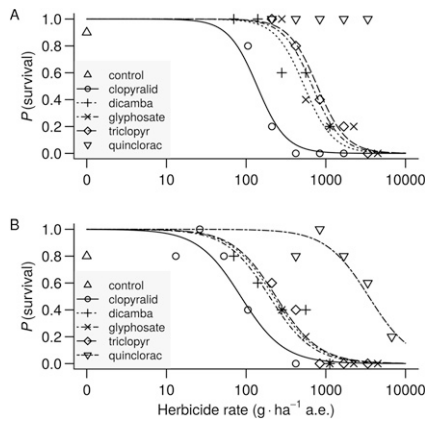 A
P(survival)
1.0
0.8
0.6
0.4
0.2
0.0
control
clopyralid
dicamba
glyphosate
triclopyr
quinclorac
0 10 100 1000 10000
B
P(survival)
1.0
0.8
0.6
0.4
0.2
0.0
control
clopyralid
dicamba
glyphosate
triclopyr
quinclorac
0 10 100 1000 10000
Herbicide rate (g · ha⁻¹ a.e.)